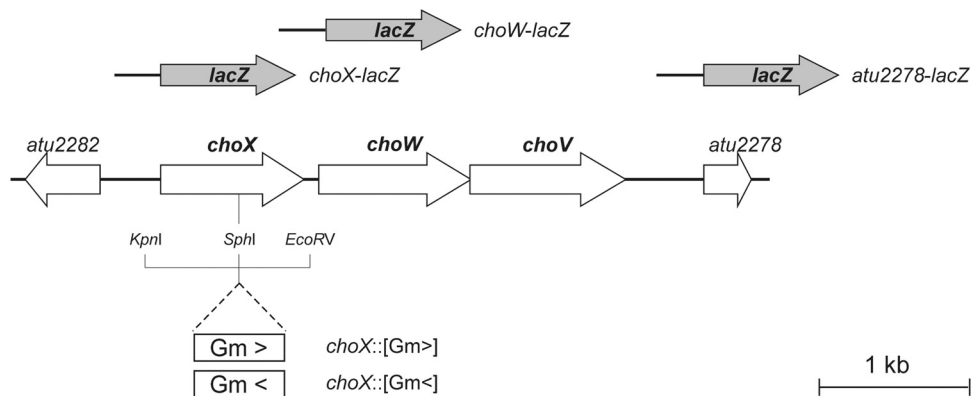 lacZ choW-lacZ
lacZ choX-lacZ lacZ atu2278-lacZ
atu2282 choX choW choV atu2278
KpnI SphI EcoRV
Gm > choX::[Gm>]
Gm < choX::[Gm<]
1 kb